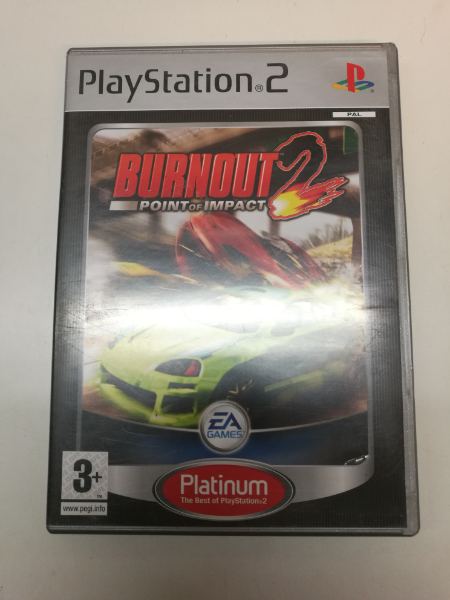 PlayStation®2
PAL
BURNOUT 2
POINT OF IMPACT
EA
GAMES
3+
™
www.pegi.info
Platinum
The Best of PlayStation®2